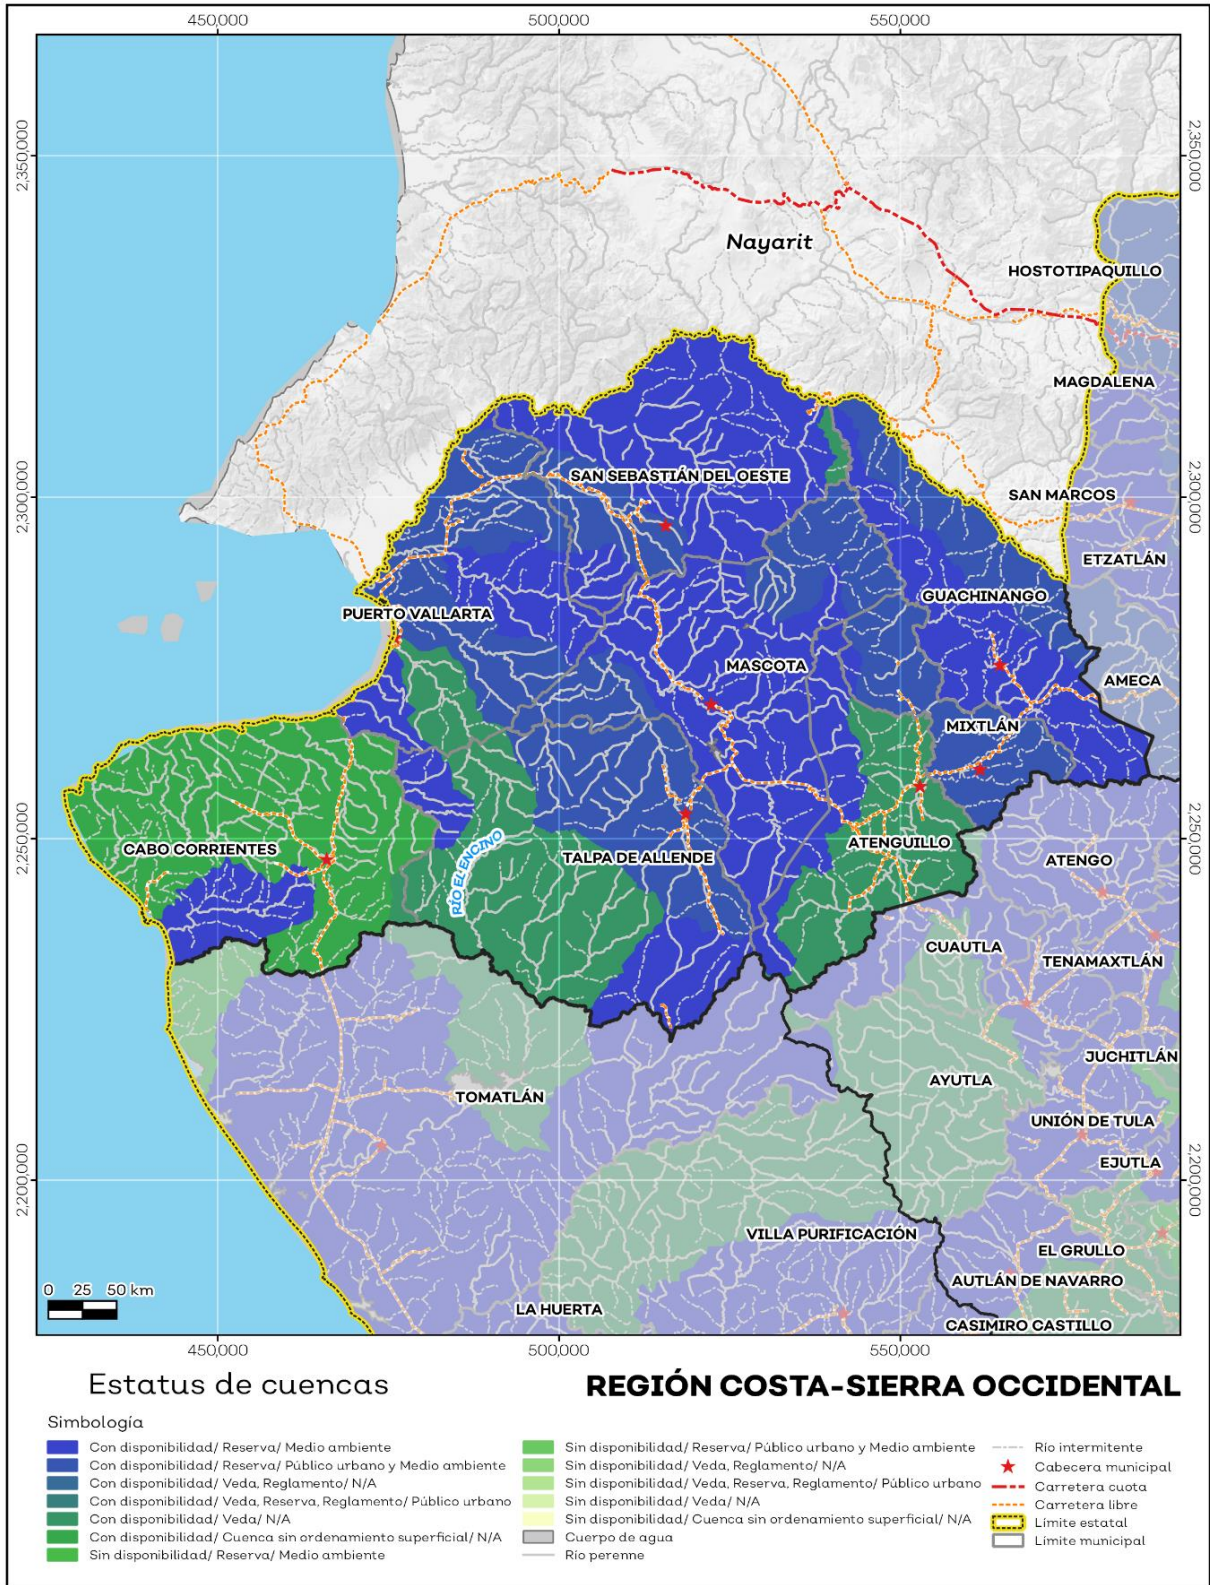 450,000
500,000
550,000
2,350,000
2,350,000
Nayarit
HOSTOTIPAQUILLO
MAGDALENA
SAN SEBASTIÁN DEL OESTE
2,300,000
SAN MARCOS
2,300,000
ETZATLÁN
GUACHINANGO
PUERTO VALLARTA
MASCOTA
AMECA
MIXTLÁN
2,250,000
CABO CORRIENTES
RÍO EL ENCINO
TALPA DE ALLENDE
ATENGUILLO
ATENGO
2,250,000
CUAUTLA
TENAMAXTLÁN
JUCHITLÁN
AYUTLA
TOMATLÁN
UNIÓN DE TULA
EJUTLA
2,200,000
2,200,000
VILLA PURIFICACIÓN
EL GRULLO
AUTLÁN DE NAVARRO
0 25 50 km
LA HUERTA
CASIMIRO CASTILLO
450,000
500,000
550,000
Estatus de cuencas
REGIÓN COSTA-SIERRA OCCIDENTAL
Simbología
Con disponibilidad/ Reserva/ Medio ambiente
Con disponibilidad/ Reserva/ Público urbano y Medio ambiente
Con disponibilidad/ Veda, Reglamento/ N/A
Con disponibilidad/ Veda, Reserva, Reglamento/ Público urbano
Con disponibilidad/ Veda/ N/A
Con disponibilidad/ Cuenca sin ordenamiento superficial/ N/A
Sin disponibilidad/ Reserva/ Medio ambiente
Sin disponibilidad/ Reserva/ Público urbano y Medio ambiente
Sin disponibilidad/ Veda, Reglamento/ N/A
Sin disponibilidad/ Veda, Reserva, Reglamento/ Público urbano
Sin disponibilidad/ Veda/ N/A
Sin disponibilidad/ Cuenca sin ordenamiento superficial/ N/A
Cuerpo de agua
Río perenne
Río intermitente
Cabecera municipal
Carretera cuota
Carretera libre
Límite estatal
Límite municipal